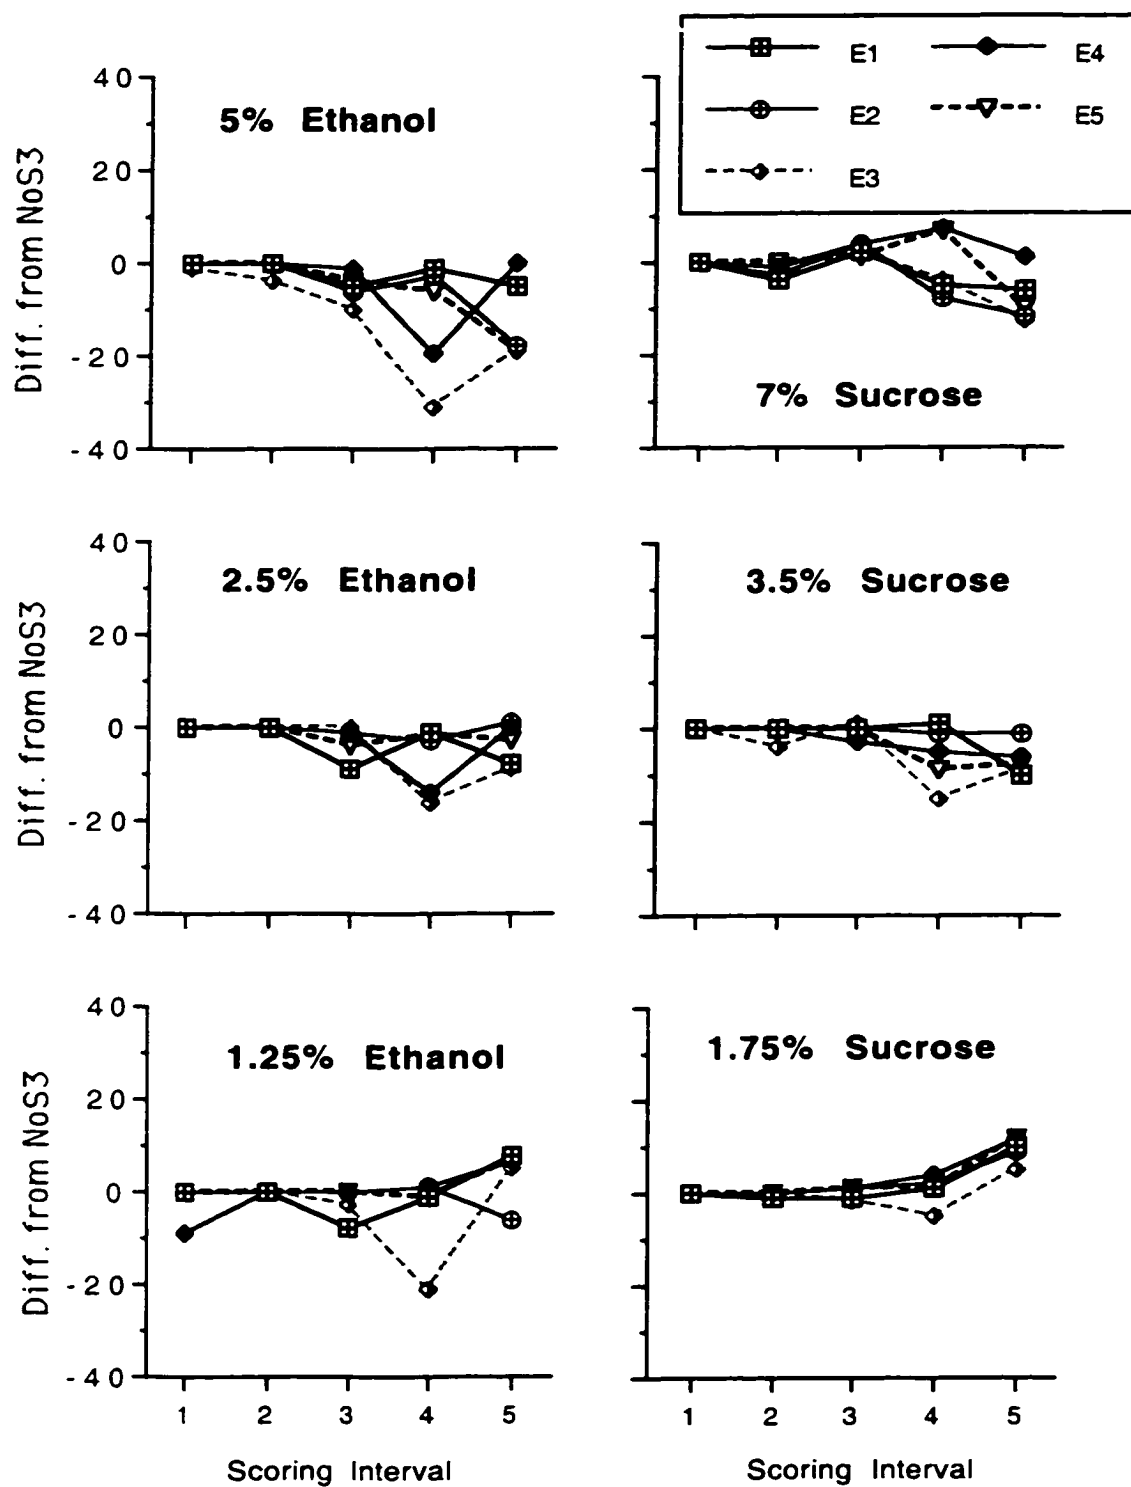 E1
E4
E2
E5
E3
5% Ethanol
40
20
0
-20
-40
Diff. from NoS3
7% Sucrose
2.5% Ethanol
40
20
0
-20
-40
Diff. from NoS3
3.5% Sucrose
1.25% Ethanol
40
20
0
-20
-40
Diff. from NoS3
1 2 3 4 5
Scoring Interval
1.75% Sucrose
1 2 3 4 5
Scoring Interval